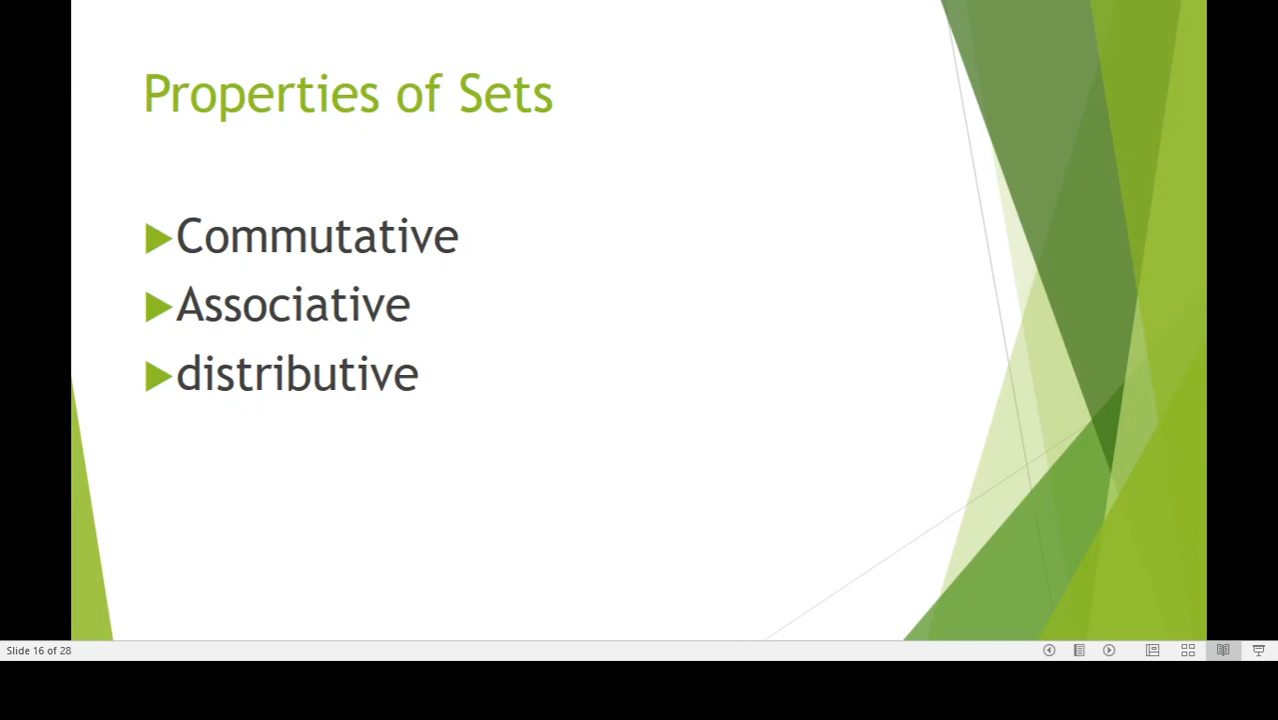 Properties of Sets
Commutative
Associative
distributive
Slide 16 of 28